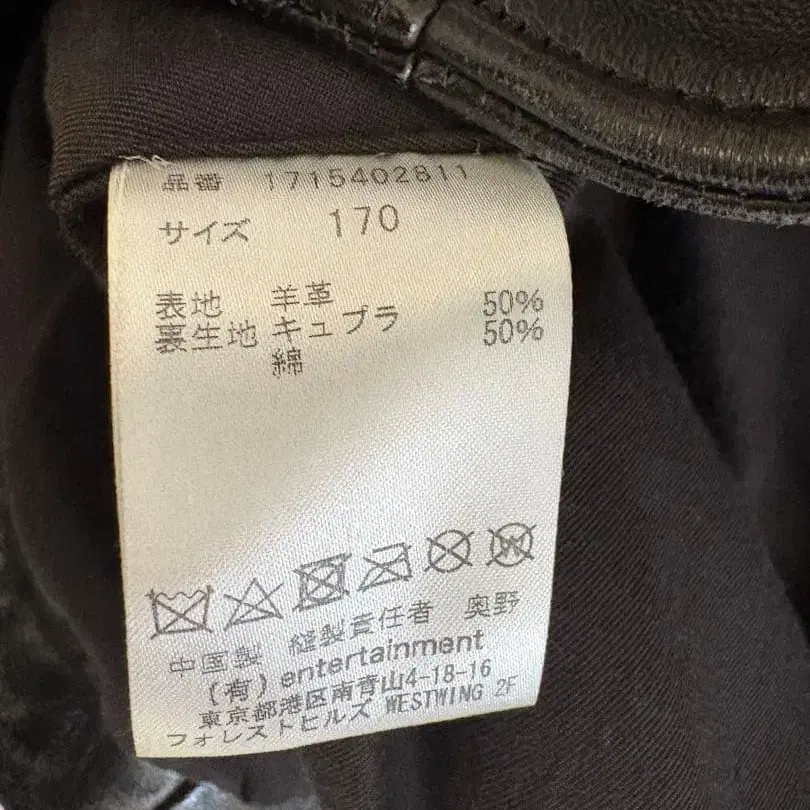 品番 1715402811
サイズ 170
表地 羊革 50%
裏生地 キュプラ 50%
綿
中国製 縫製責任者 奥野
(有) entertainment
東京都港区南青山4-18-16
フォレストヒルズ WESTWING 2F